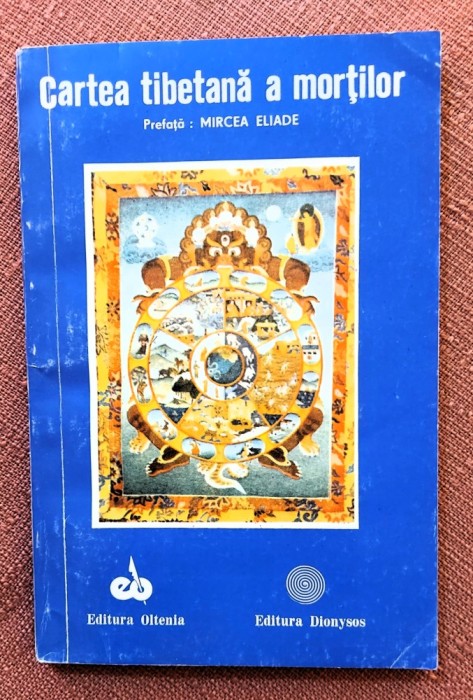 Cartea tibetană a morţilor
Prefaţă : MIRCEA ELIADE
Editura Oltenia
Editura Dionysos